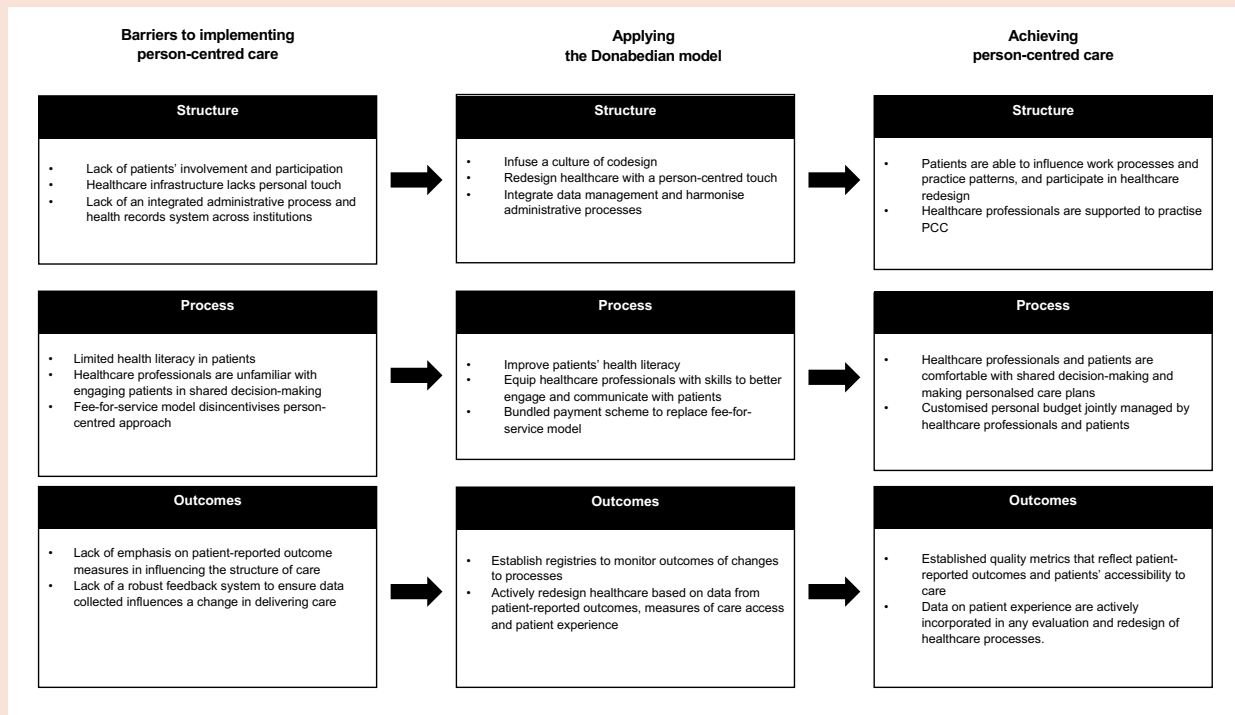 Barriers to implementing
person-centred care
Applying
the Donabedian model
Achieving
person-centred care
Structure
• Lack of patients' involvement and participation
• Healthcare infrastructure lacks personal touch
• Lack of an integrated administrative process and
health records system across institutions
Structure
• Infuse a culture of codesign
• Redesign healthcare with a person-centred touch
• Integrate data management and harmonise
administrative processes
Structure
• Patients are able to influence work processes and
practice patterns, and participate in healthcare
redesign
• Healthcare professionals are supported to practise
PCC
Process
• Limited health literacy in patients
• Healthcare professionals are unfamiliar with
engaging patients in shared decision-making
• Fee-for-service model disincentivises person-
centred approach
Process
• Improve patients' health literacy
• Equip healthcare professionals with skills to better
engage and communicate with patients
• Bundled payment scheme to replace fee-for-
service model
Process
• Healthcare professionals and patients are
comfortable with shared decision-making and
making personalised care plans
• Customised personal budget jointly managed by
healthcare professionals and patients
Outcomes
• Lack of emphasis on patient-reported outcome
measures in influencing the structure of care
• Lack of a robust feedback system to ensure data
collected influences a change in delivering care
Outcomes
• Establish registries to monitor outcomes of changes
to processes
• Actively redesign healthcare based on data from
patient-reported outcomes, measures of care access
and patient experience
Outcomes
• Established quality metrics that reflect patient-
reported outcomes and patients' accessibility to
care
• Data on patient experience are actively
incorporated in any evaluation and redesign of
healthcare processes.